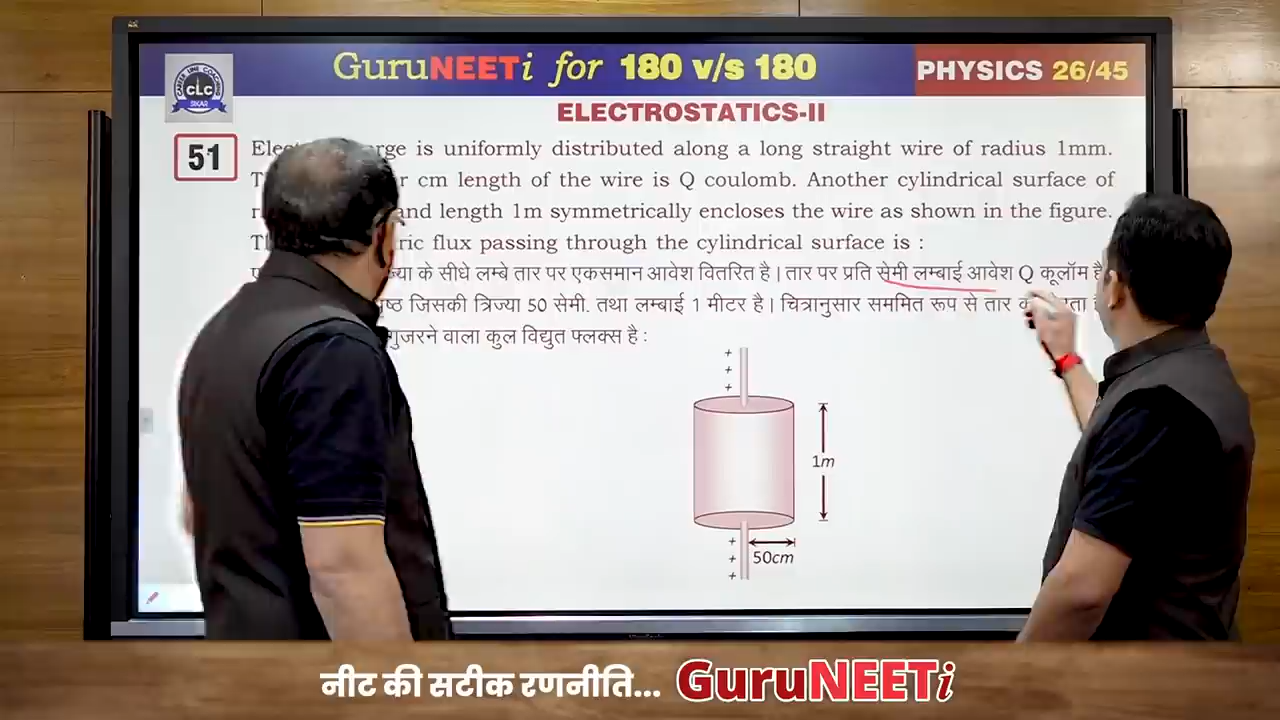 GuruNEETi for 180 v/s 180
PHYSICS 26/45
CLC
SIKAR
ELECTROSTATICS-II
51
is uniformly distributed along a long straight wire of radius 1mm.
cm length of the wire is Q coulomb. Another cylindrical surface of
and length 1m symmetrically encloses the wire as shown in the figure.
flux passing through the cylindrical surface is :
के सीधे लम्बे तार पर एकसमान आवेश वितरित है। तार पर प्रति सेमी लम्बाई आवेश Q कूलॉम है
जिसकी त्रिज्या 50 सेमी. तथा लम्बाई 1 मीटर है। चित्रानुसार सममित रूप से तार
गुजरने वाला कुल विद्युत फ्लक्स है :
+
+
+
1m
+
+
+
50cm
नीट की सटीक रणनीति... GuruNEETi